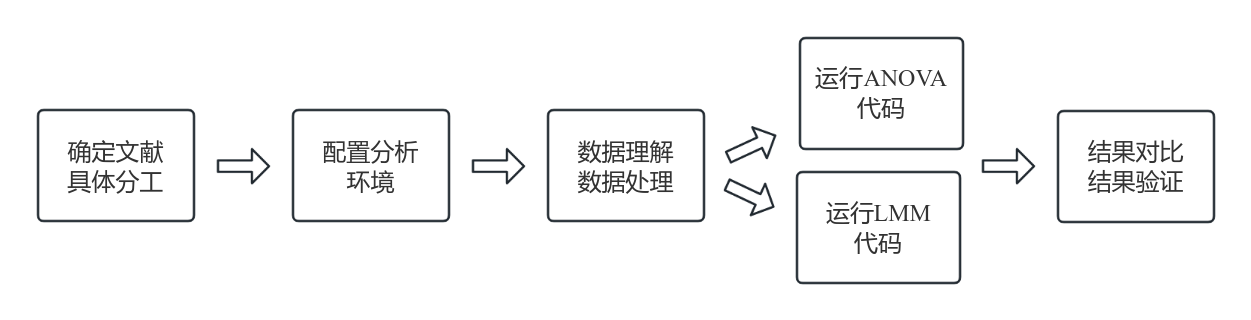 确定文献
具体分工
配置分析
环境
数据理解
数据处理
运行ANOVA
代码
运行LMM
代码
结果对比
结果验证